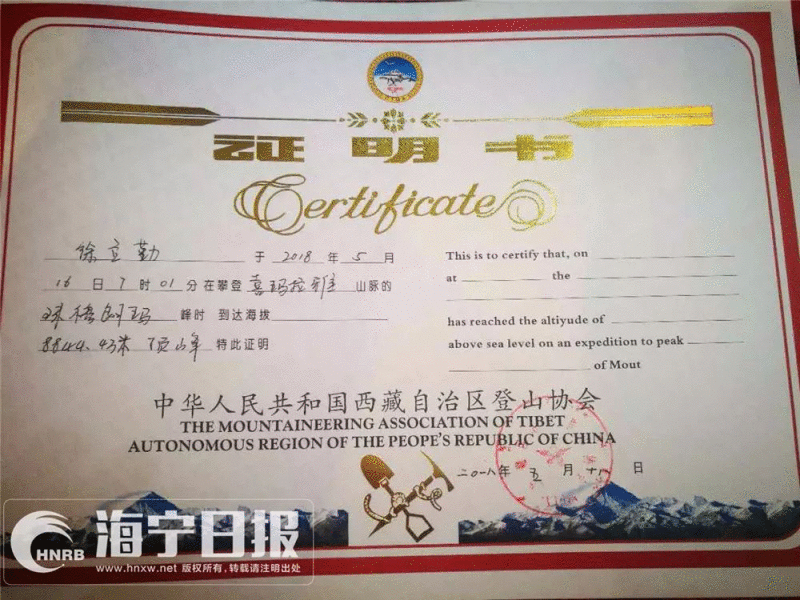 证明书
Certificate
徐立勤 于 2018 年 5 月
16 日 7 时 01 分 在攀登 喜玛拉雅 山脉的
珠穆朗玛 峰时 到达海拔
8844.43米 顶山峰 特此证明
This is to certify that, on
at the
has reached the altiyude of
above sea level on an expedition to peak
of Mout
中华人民共和国西藏自治区登山协会
THE MOUNTAINEERING ASSOCIATION OF TIBET
AUTONOMOUS REGION OF THE PEOPE'S REPUBLIC OF CHINA
二〇一八年 五 月 十八 日
HNRB 海宁日报
www.hnxw.net 版权所有,转载请注明出处